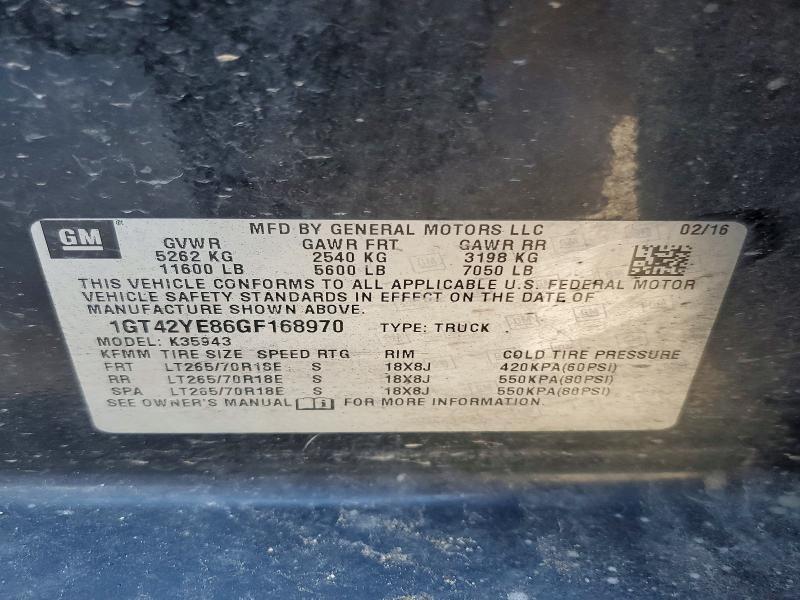 GM
MFD BY GENERAL MOTORS LLC 02/16
GVWR GAWR FRT GAWR RR
5262 KG 2540 KG 3198 KG
11600 LB 5600 LB 7050 LB
THIS VEHICLE CONFORMS TO ALL APPLICABLE U.S. FEDERAL MOTOR
VEHICLE SAFETY STANDARDS IN EFFECT ON THE DATE OF
MANUFACTURE SHOWN ABOVE.
1GT42YE86GF168970 TYPE: TRUCK
MODEL: K35943
KFMM TIRE SIZE SPEED RTG RIM COLD TIRE PRESSURE
FRT LT265/70R18E S 18X8J 420KPA(60PSI)
RR LT265/70R18E S 18X8J 550KPA(80PSI)
SPA LT265/70R18E S 18X8J 550KPA(80PSI)
SEE OWNER'S MANUAL FOR MORE INFORMATION.